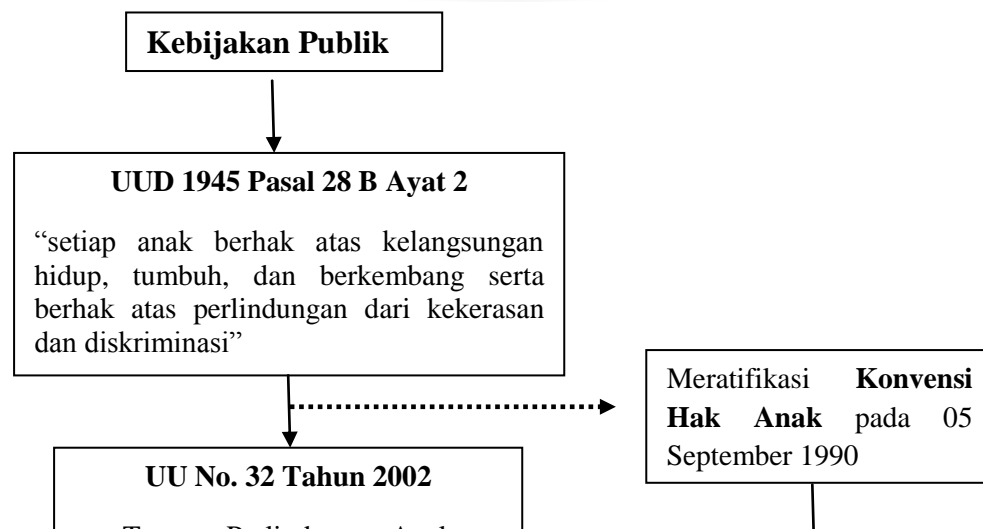 Kebijakan Publik
UUD 1945 Pasal 28 B Ayat 2
“setiap anak berhak atas kelangsungan
hidup, tumbuh, dan berkembang serta
berhak atas perlindungan dari kekerasan
dan diskriminasi”
Meratifikasi Konvensi
Hak Anak pada 05
September 1990
UU No. 32 Tahun 2002